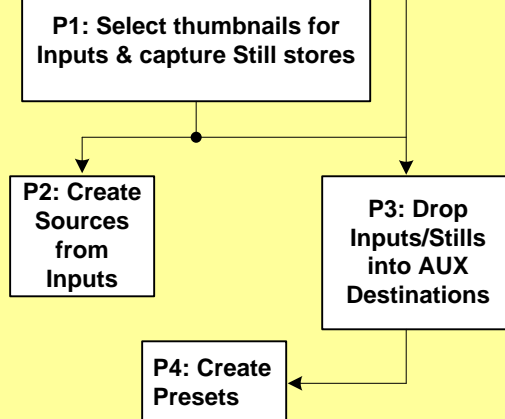 P1: Select thumbnails for
Inputs & capture Still stores
P2: Create
Sources
from
Inputs
P3: Drop
Inputs/Stills
into AUX
Destinations
P4: Create
Presets